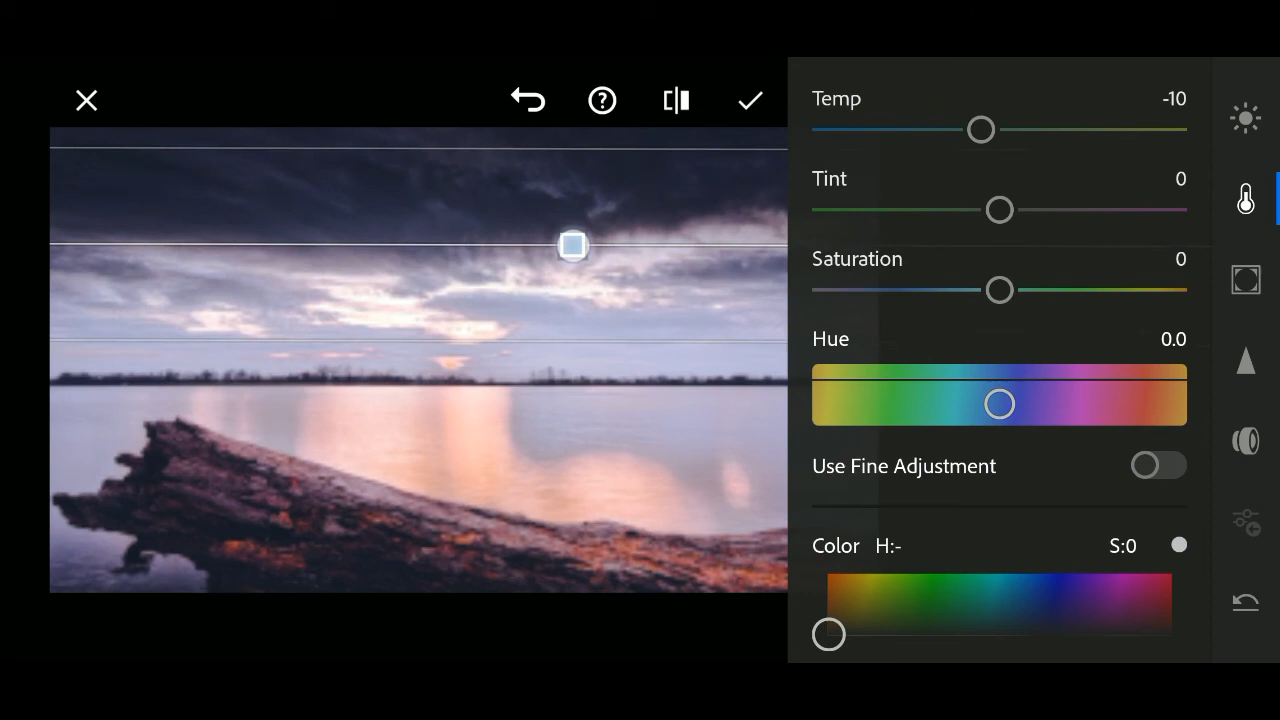 Temp -10
Tint 0
Saturation 0
Hue 0.0
Use Fine Adjustment
Color H:- S:0